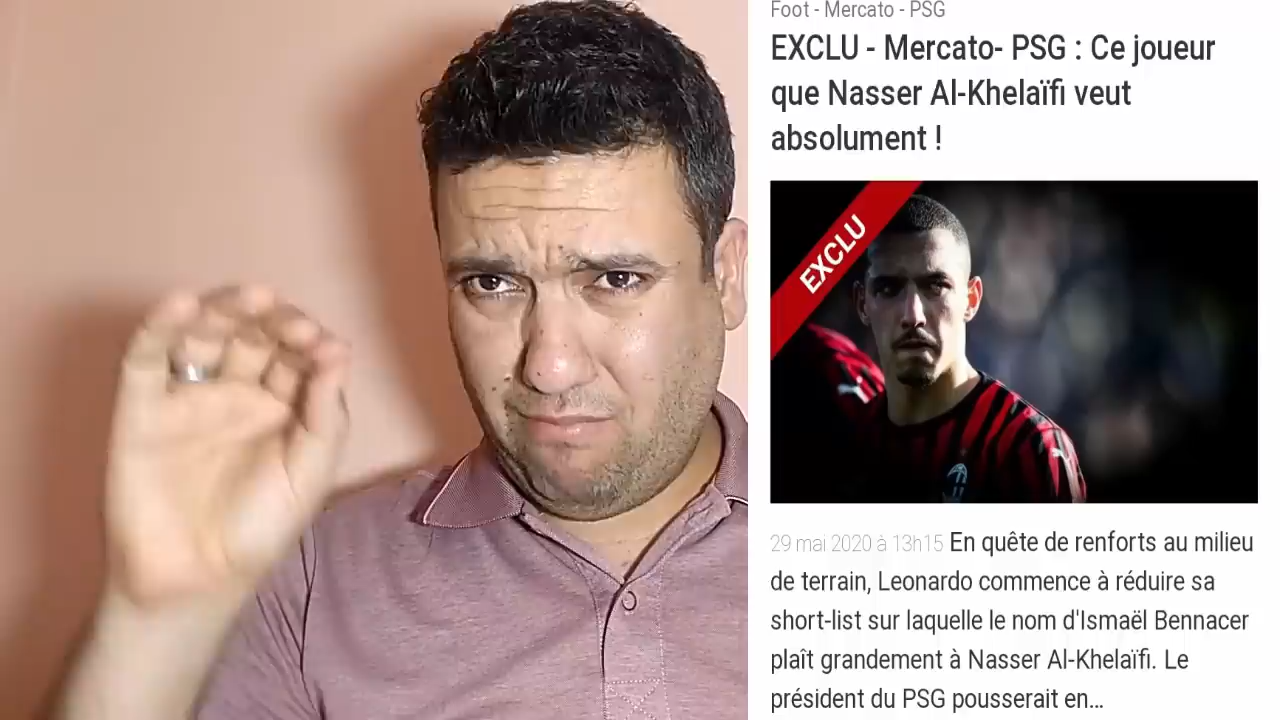 Foot - Mercato - PSG
EXCLU - Mercato- PSG : Ce joueur
que Nasser Al-Khelaïfi veut
absolument !
EXCLU
29 mai 2020 à 13h15 En quête de renforts au milieu
de terrain, Leonardo commence à réduire sa
short-list sur laquelle le nom d'Ismaël Bennacer
plaît grandement à Nasser Al-Khelaïfi. Le
président du PSG pousserait en...